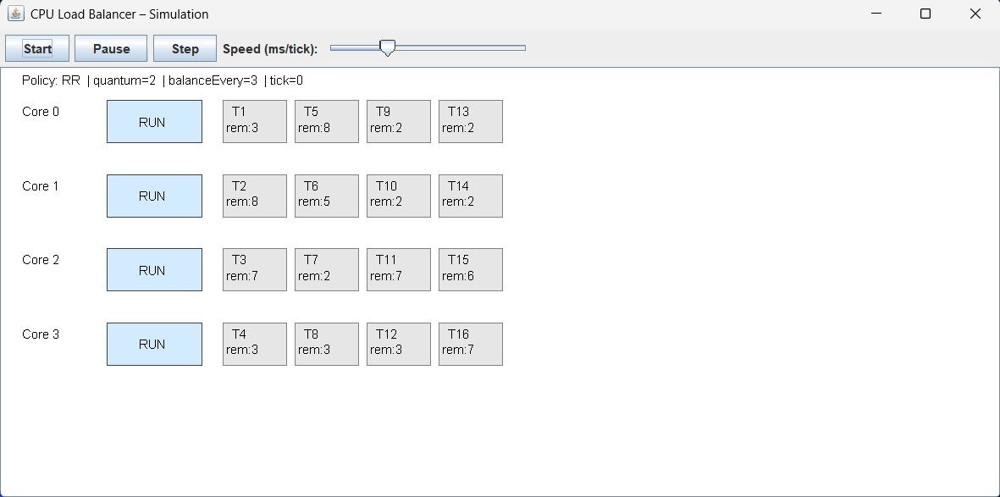 CPU Load Balancer – Simulation
Start Pause Step Speed (ms/tick):
Policy: RR | quantum=2 | balanceEvery=3 | tick=0
Core 0 RUN T1 rem:3 T5 rem:8 T9 rem:2 T13 rem:2
Core 1 RUN T2 rem:8 T6 rem:5 T10 rem:2 T14 rem:2
Core 2 RUN T3 rem:7 T7 rem:2 T11 rem:7 T15 rem:6
Core 3 RUN T4 rem:3 T8 rem:3 T12 rem:3 T16 rem:7